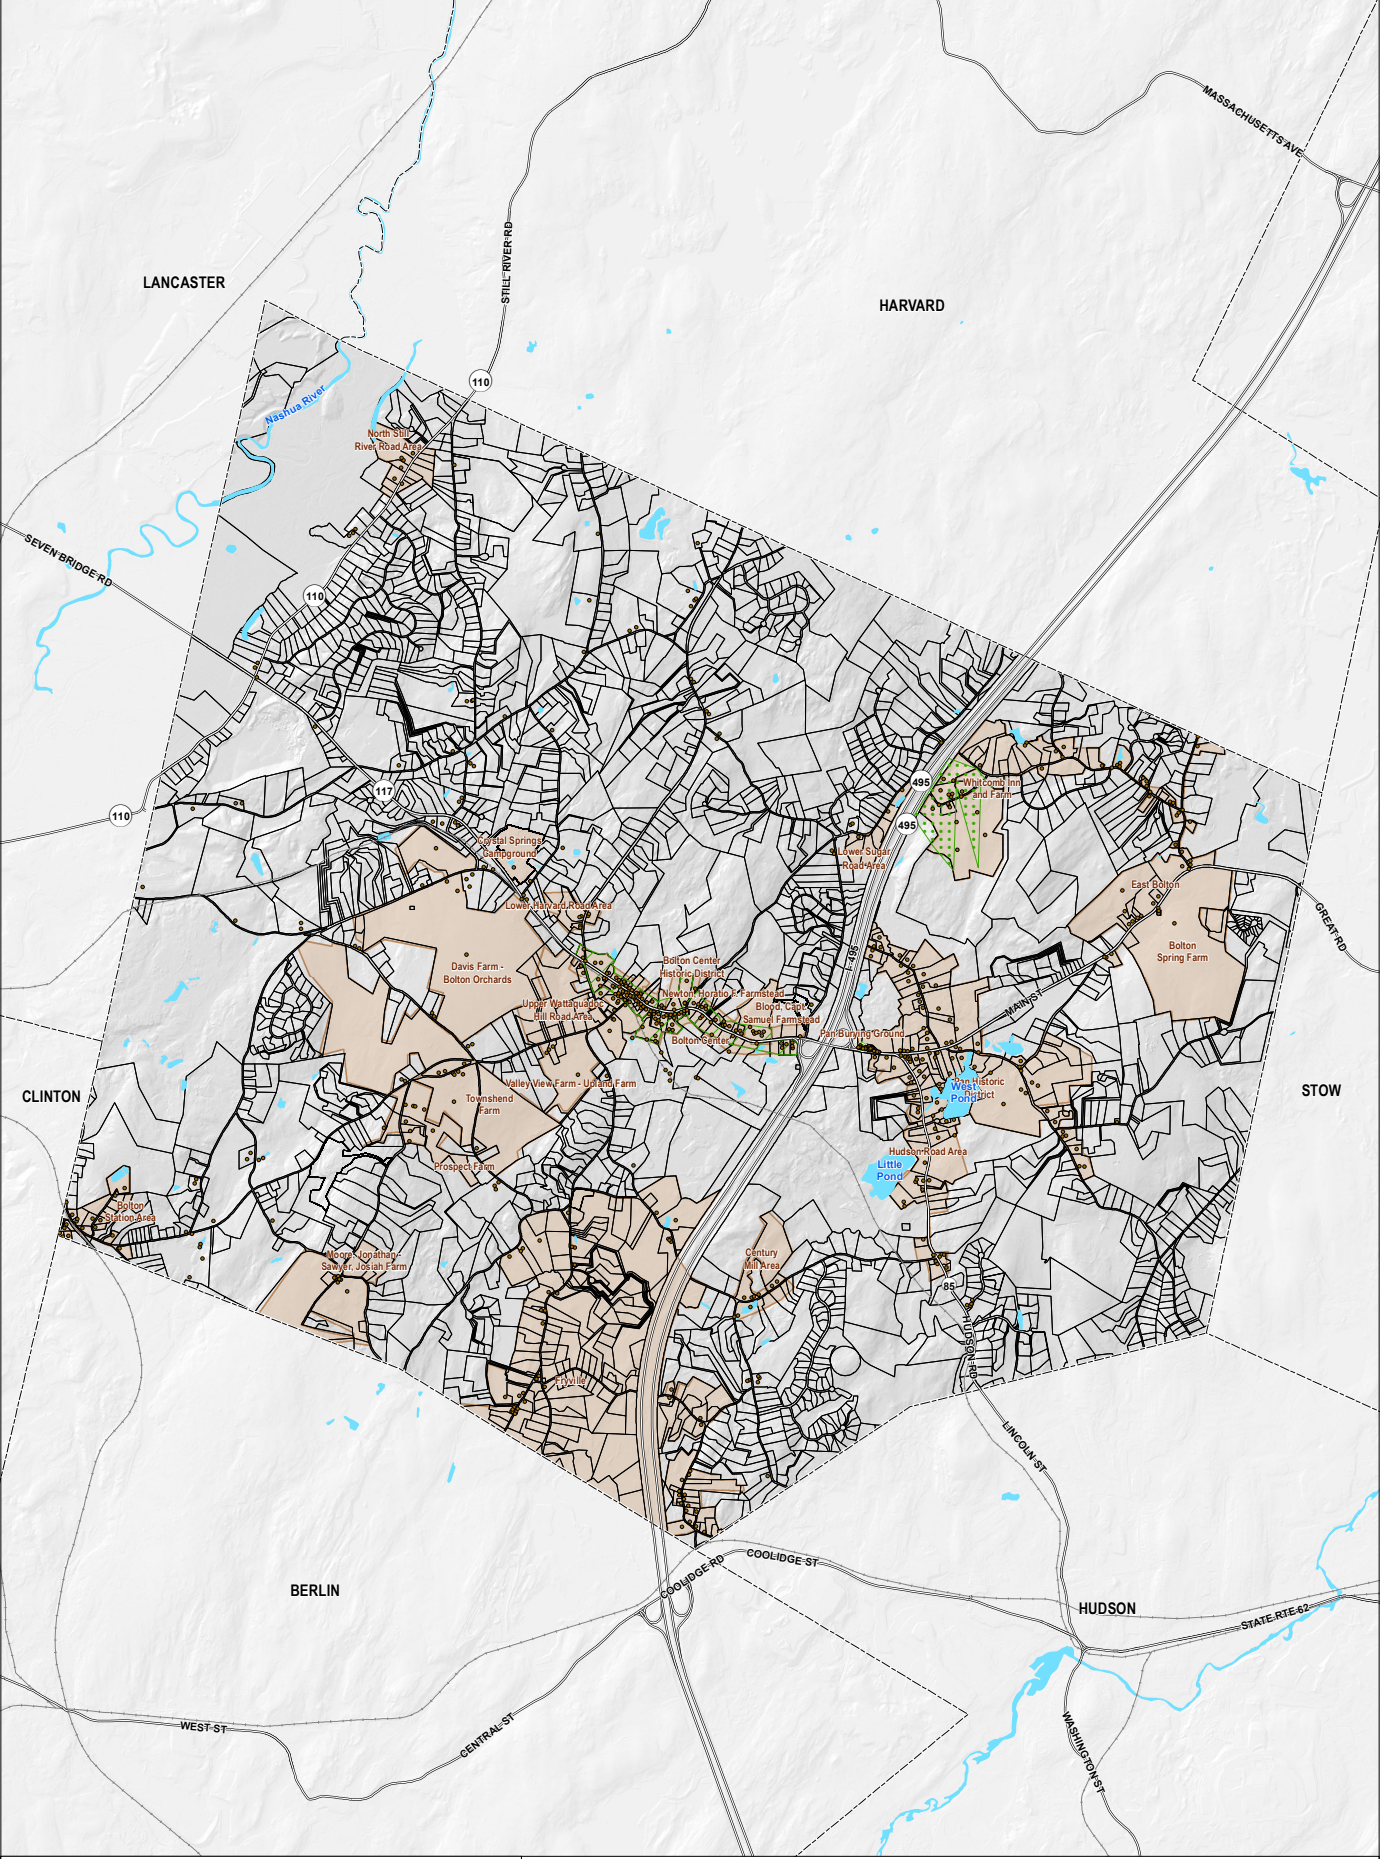 MASSACHUSETTS AVE
STILL RIVER RD
LANCASTER
HARVARD
110
Nashua River
North Still
River Road Area
SEVEN BRIDGE RD
110
495
Whitcomb Inn
and Farm
117
110
495
Crystal Springs
Campground
Lower Sugar
Road Area
East Bolton
Lower Harvard Road Area
GREAT RD
Bolton
Spring Farm
I-495
Bolton Center
Historic District
Davis Farm -
Bolton Orchards
Newton, Horatio F. Farmstead
MAIN ST
Upper Wattaquadoc
Hill Road Area
Blood, Capt.
Samuel Farmstead
Bolton Center
Pan Burying Ground
Valley View Farm - Upland Farm
Pan Historic
District
West
Pond
CLINTON
Townshend
Farm
STOW
Hudson Road Area
Prospect Farm
Little
Pond
Bolton
Station Area
Moore, Jonathan -
Sawyer, Josiah Farm
Century
Mill Area
85
HUDSON RD
Fryville
LINCOLN ST
COOLIDGE RD
COOLIDGE ST
BERLIN
HUDSON
STATE RTE 62
WEST ST
CENTRAL ST
WASHINGTON ST